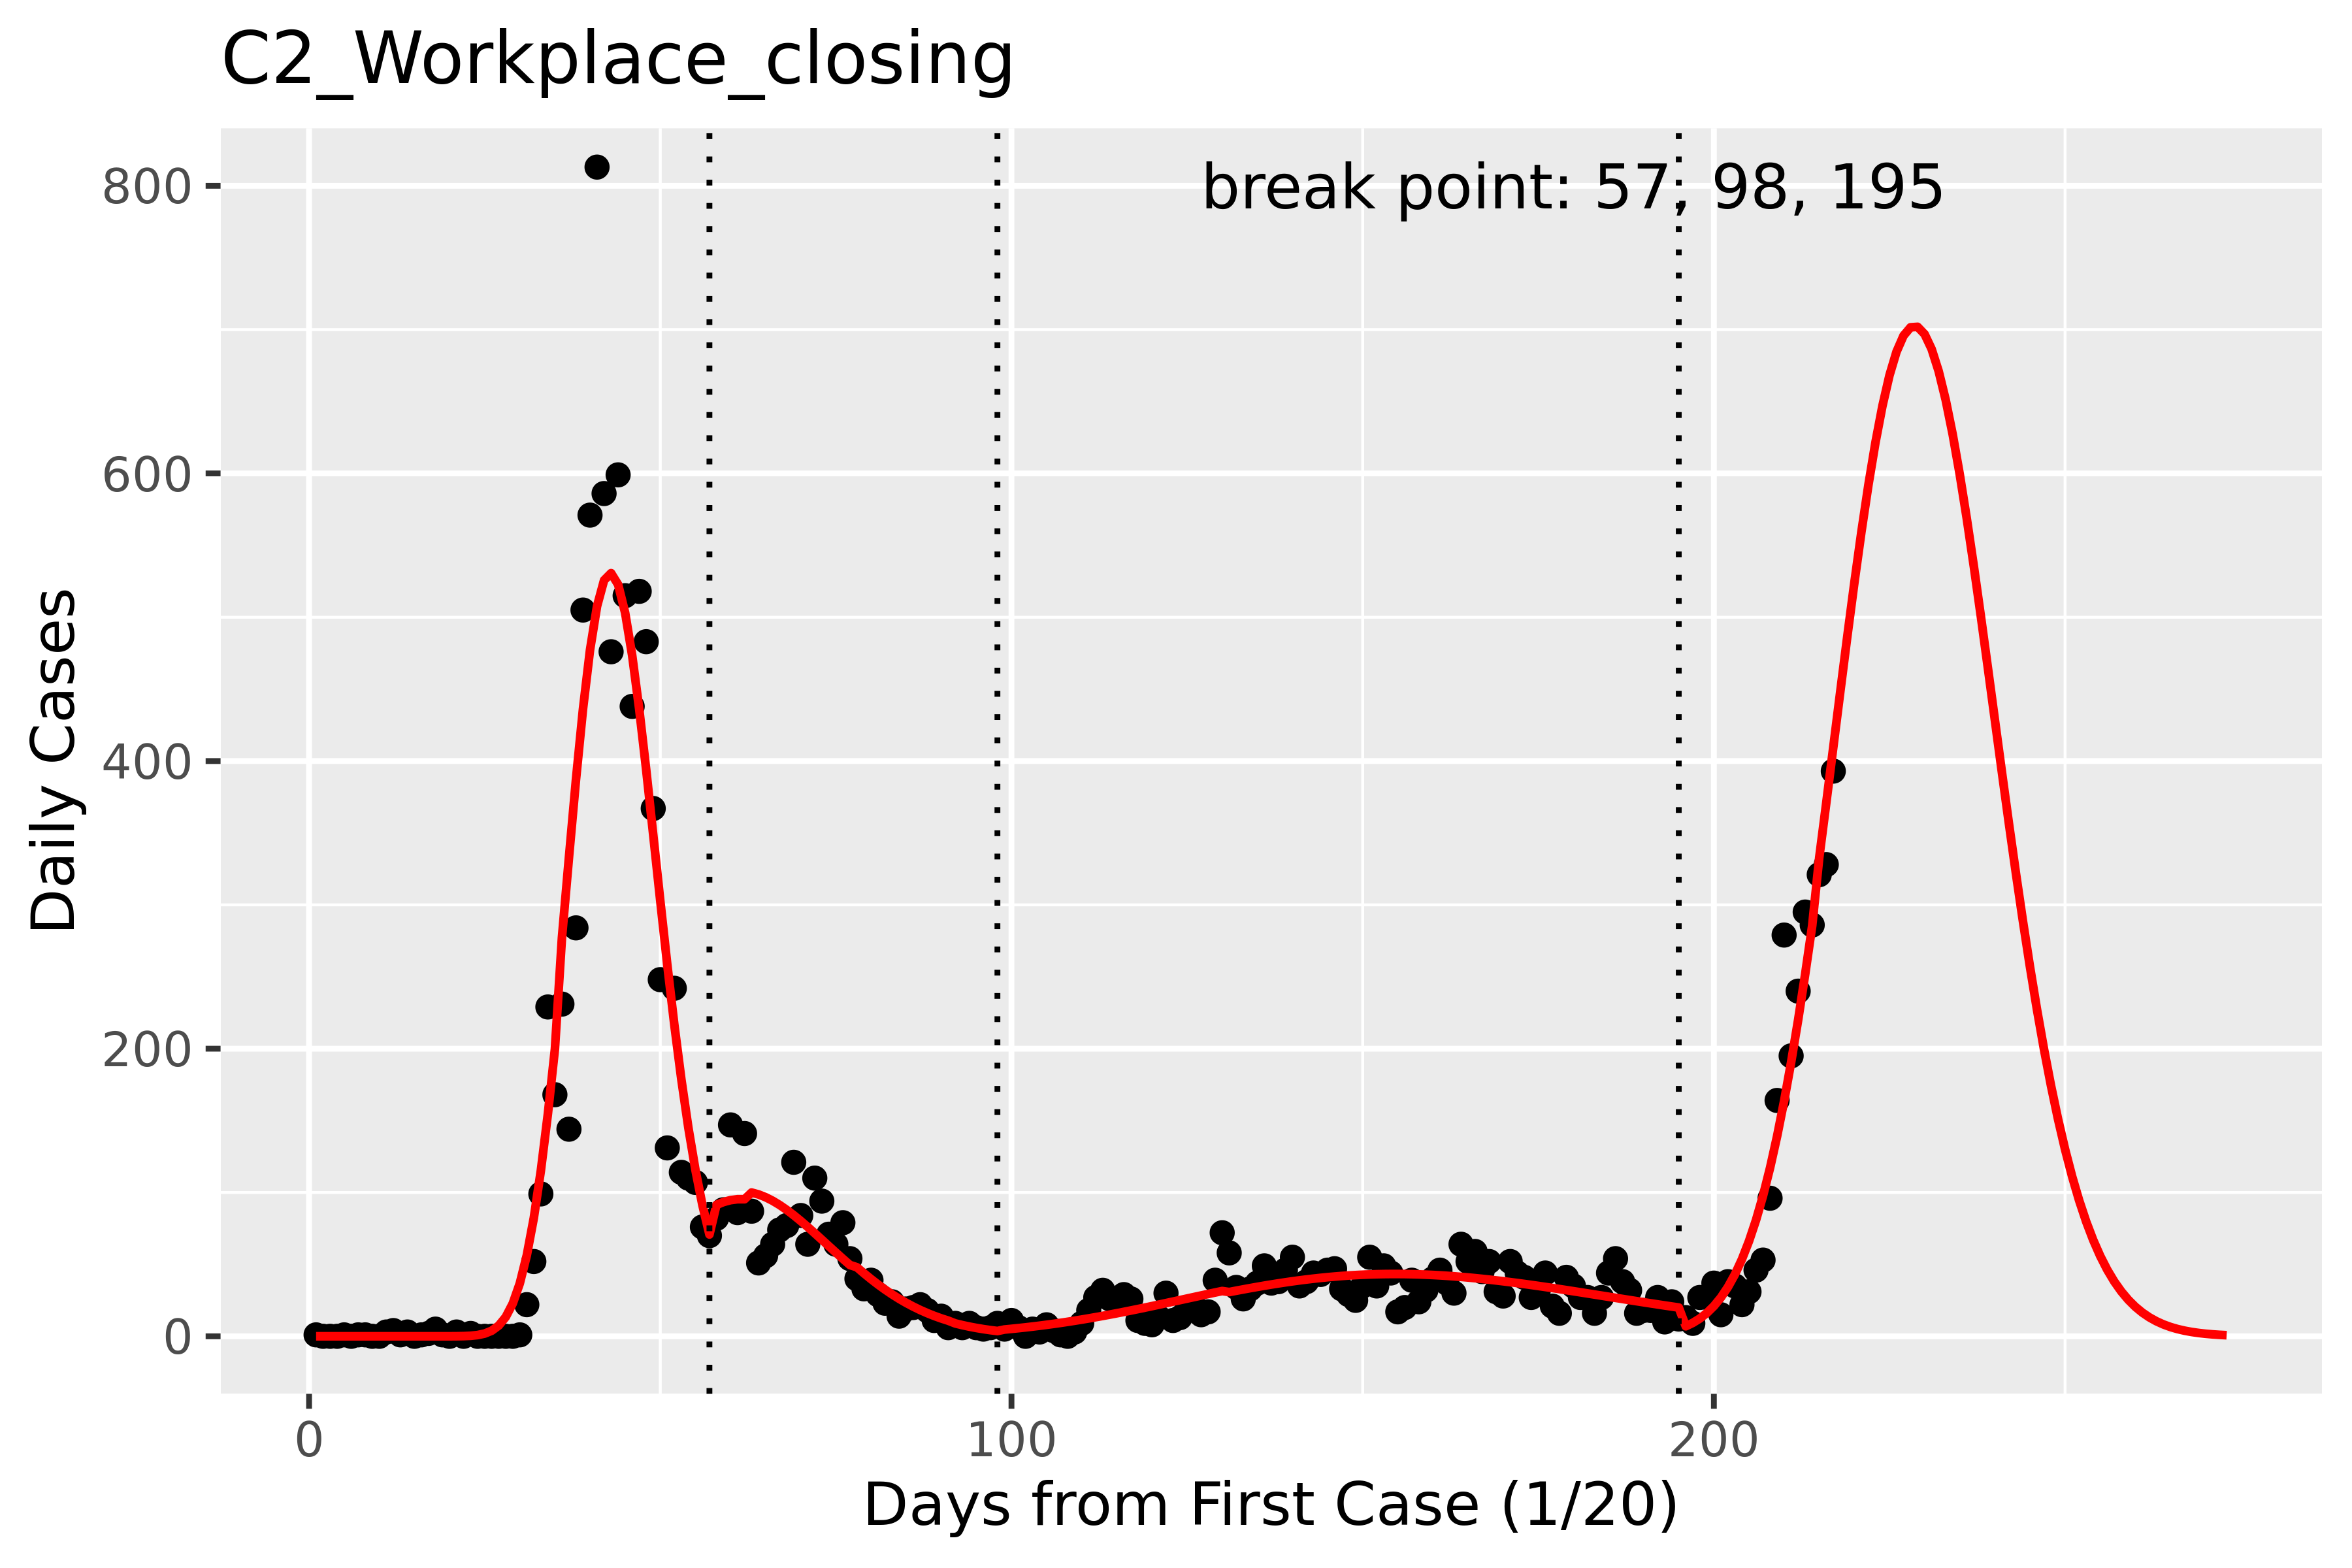 C2_Workplace_closing
break point: 57, 98, 195
800
600
400
200
0
Daily Cases
0 100 200
Days from First Case (1/20)